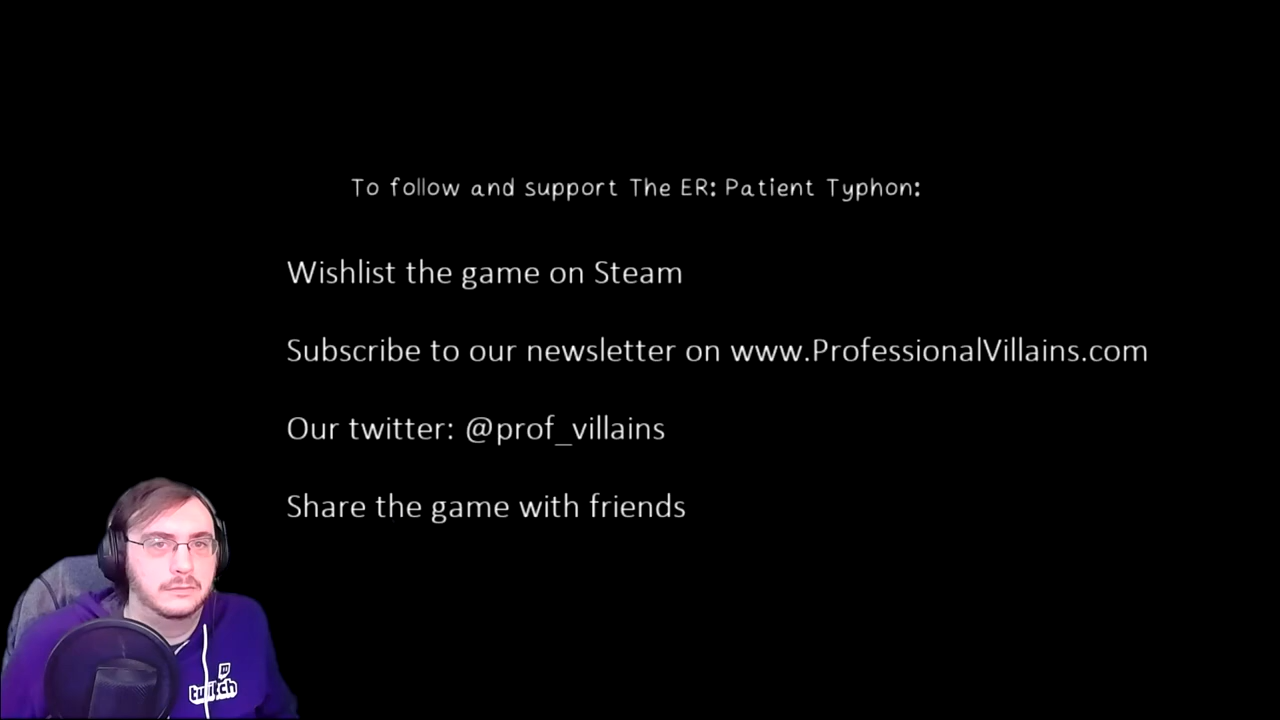 To follow and support The ER: Patient Typhon:
Wishlist the game on Steam
Subscribe to our newsletter on www.ProfessionalVillains.com
Our twitter: @prof_villains
Share the game with friends
twitch